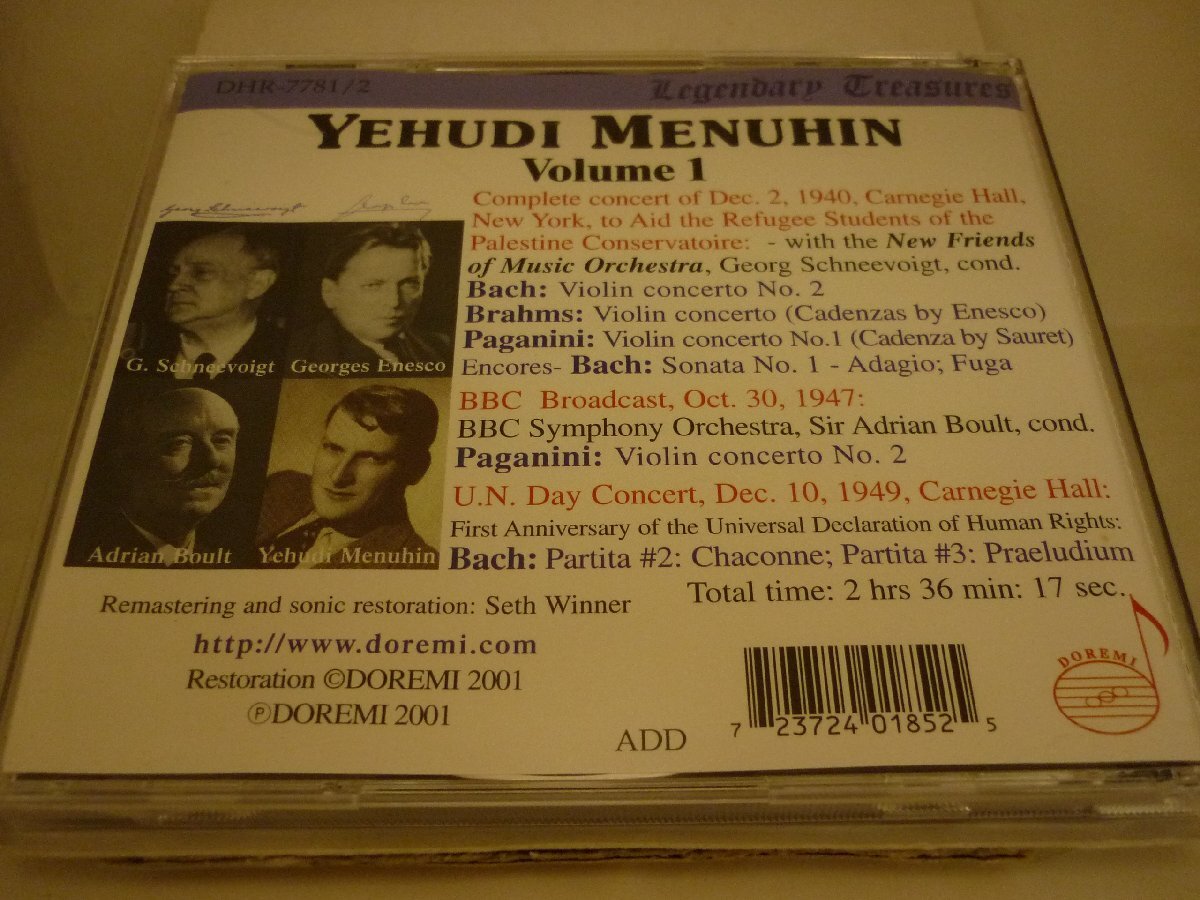 DHR-7781/2
Legendary Treasures
YEHUDI MENUHIN
Volume 1
Complete concert of Dec. 2, 1940, Carnegie Hall,
New York, to Aid the Refugee Students of the
Palestine Conservatoire: - with the New Friends
of Music Orchestra, Georg Schneevoigt, cond.
Bach: Violin concerto No. 2
Brahms: Violin concerto (Cadenzas by Enesco)
Paganini: Violin concerto No.1 (Cadenza by Sauret)
Encores- Bach: Sonata No. 1 - Adagio; Fuga
G. Schneevoigt
Georges Enesco
BBC Broadcast, Oct. 30, 1947:
BBC Symphony Orchestra, Sir Adrian Boult, cond.
Paganini: Violin concerto No. 2
U.N. Day Concert, Dec. 10, 1949, Carnegie Hall:
First Anniversary of the Universal Declaration of Human Rights:
Bach: Partita #2: Chaconne; Partita #3: Praeludium
Adrian Boult
Yehudi Menuhin
Total time: 2 hrs 36 min: 17 sec.
Remastering and sonic restoration: Seth Winner
http://www.doremi.com
Restoration ©DOREMI 2001
℗DOREMI 2001
ADD
7 23724 01852 5
DOREMI